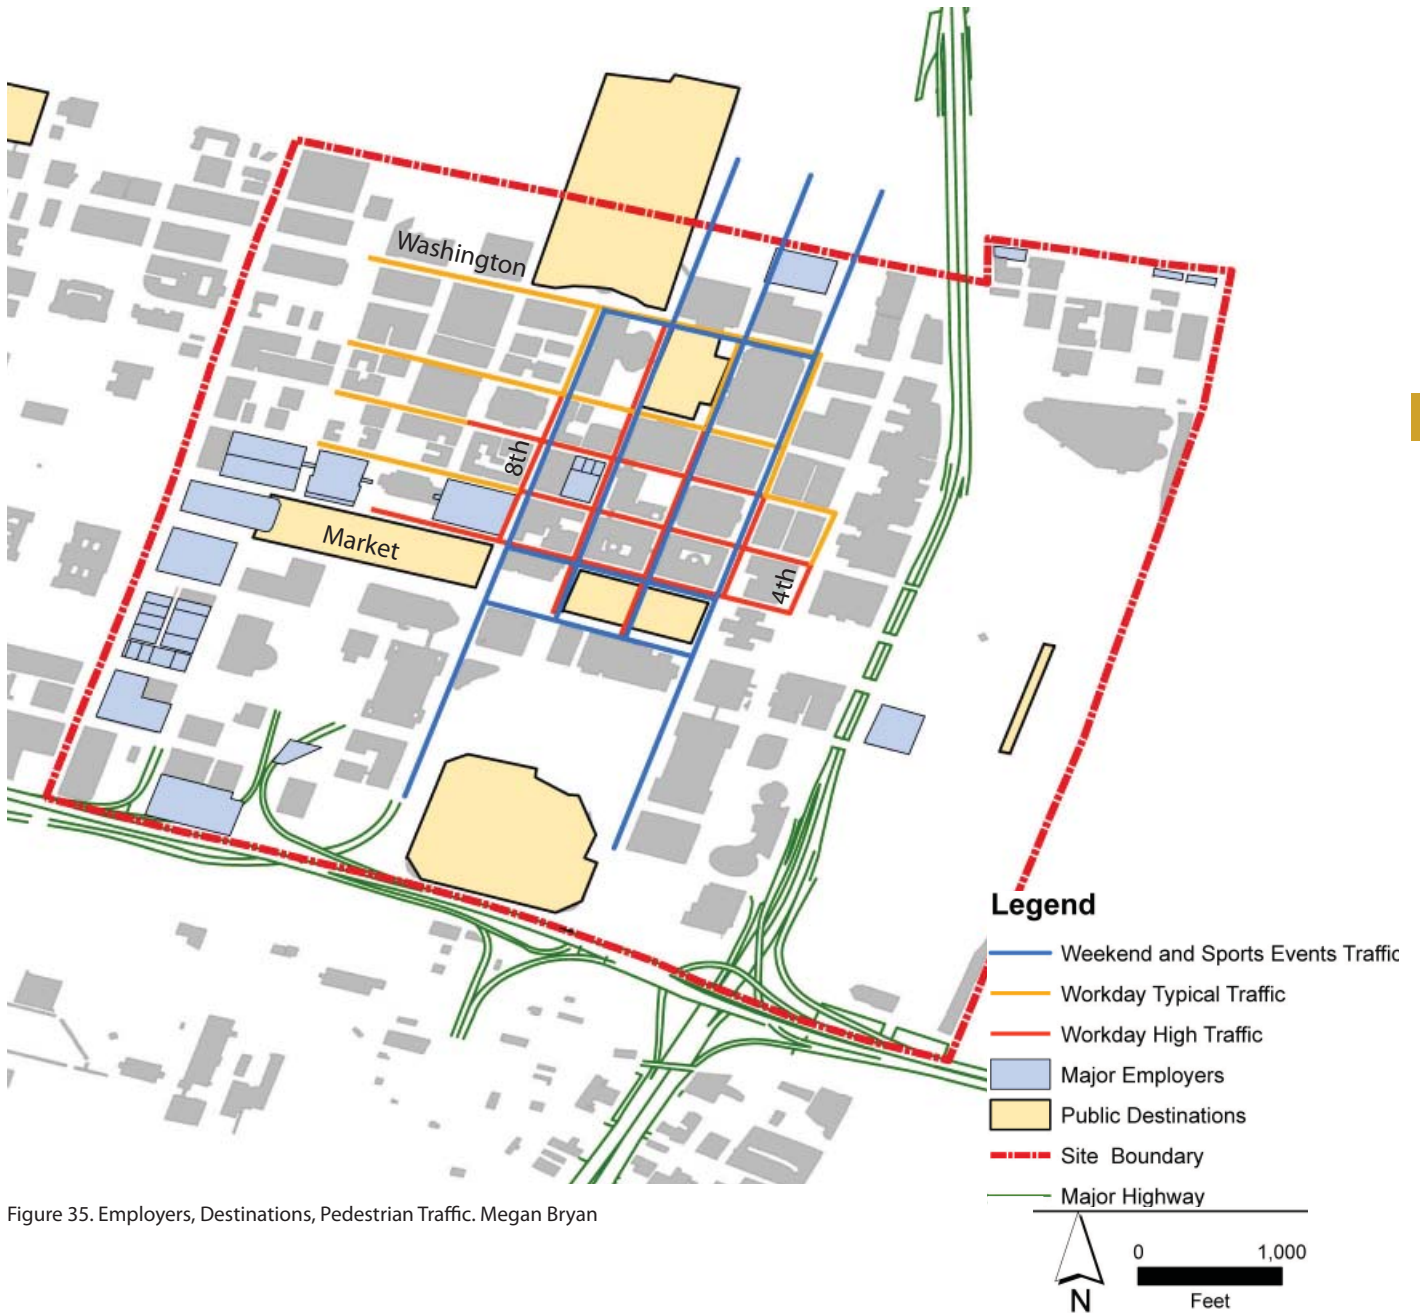 Washington
8th
Market
4th
Legend
Weekend and Sports Events Traffic
Workday Typical Traffic
Workday High Traffic
Major Employers
Public Destinations
Site Boundary
Major Highway
Figure 35. Employers, Destinations, Pedestrian Traffic. Megan Bryan
0 1,000
Feet
N